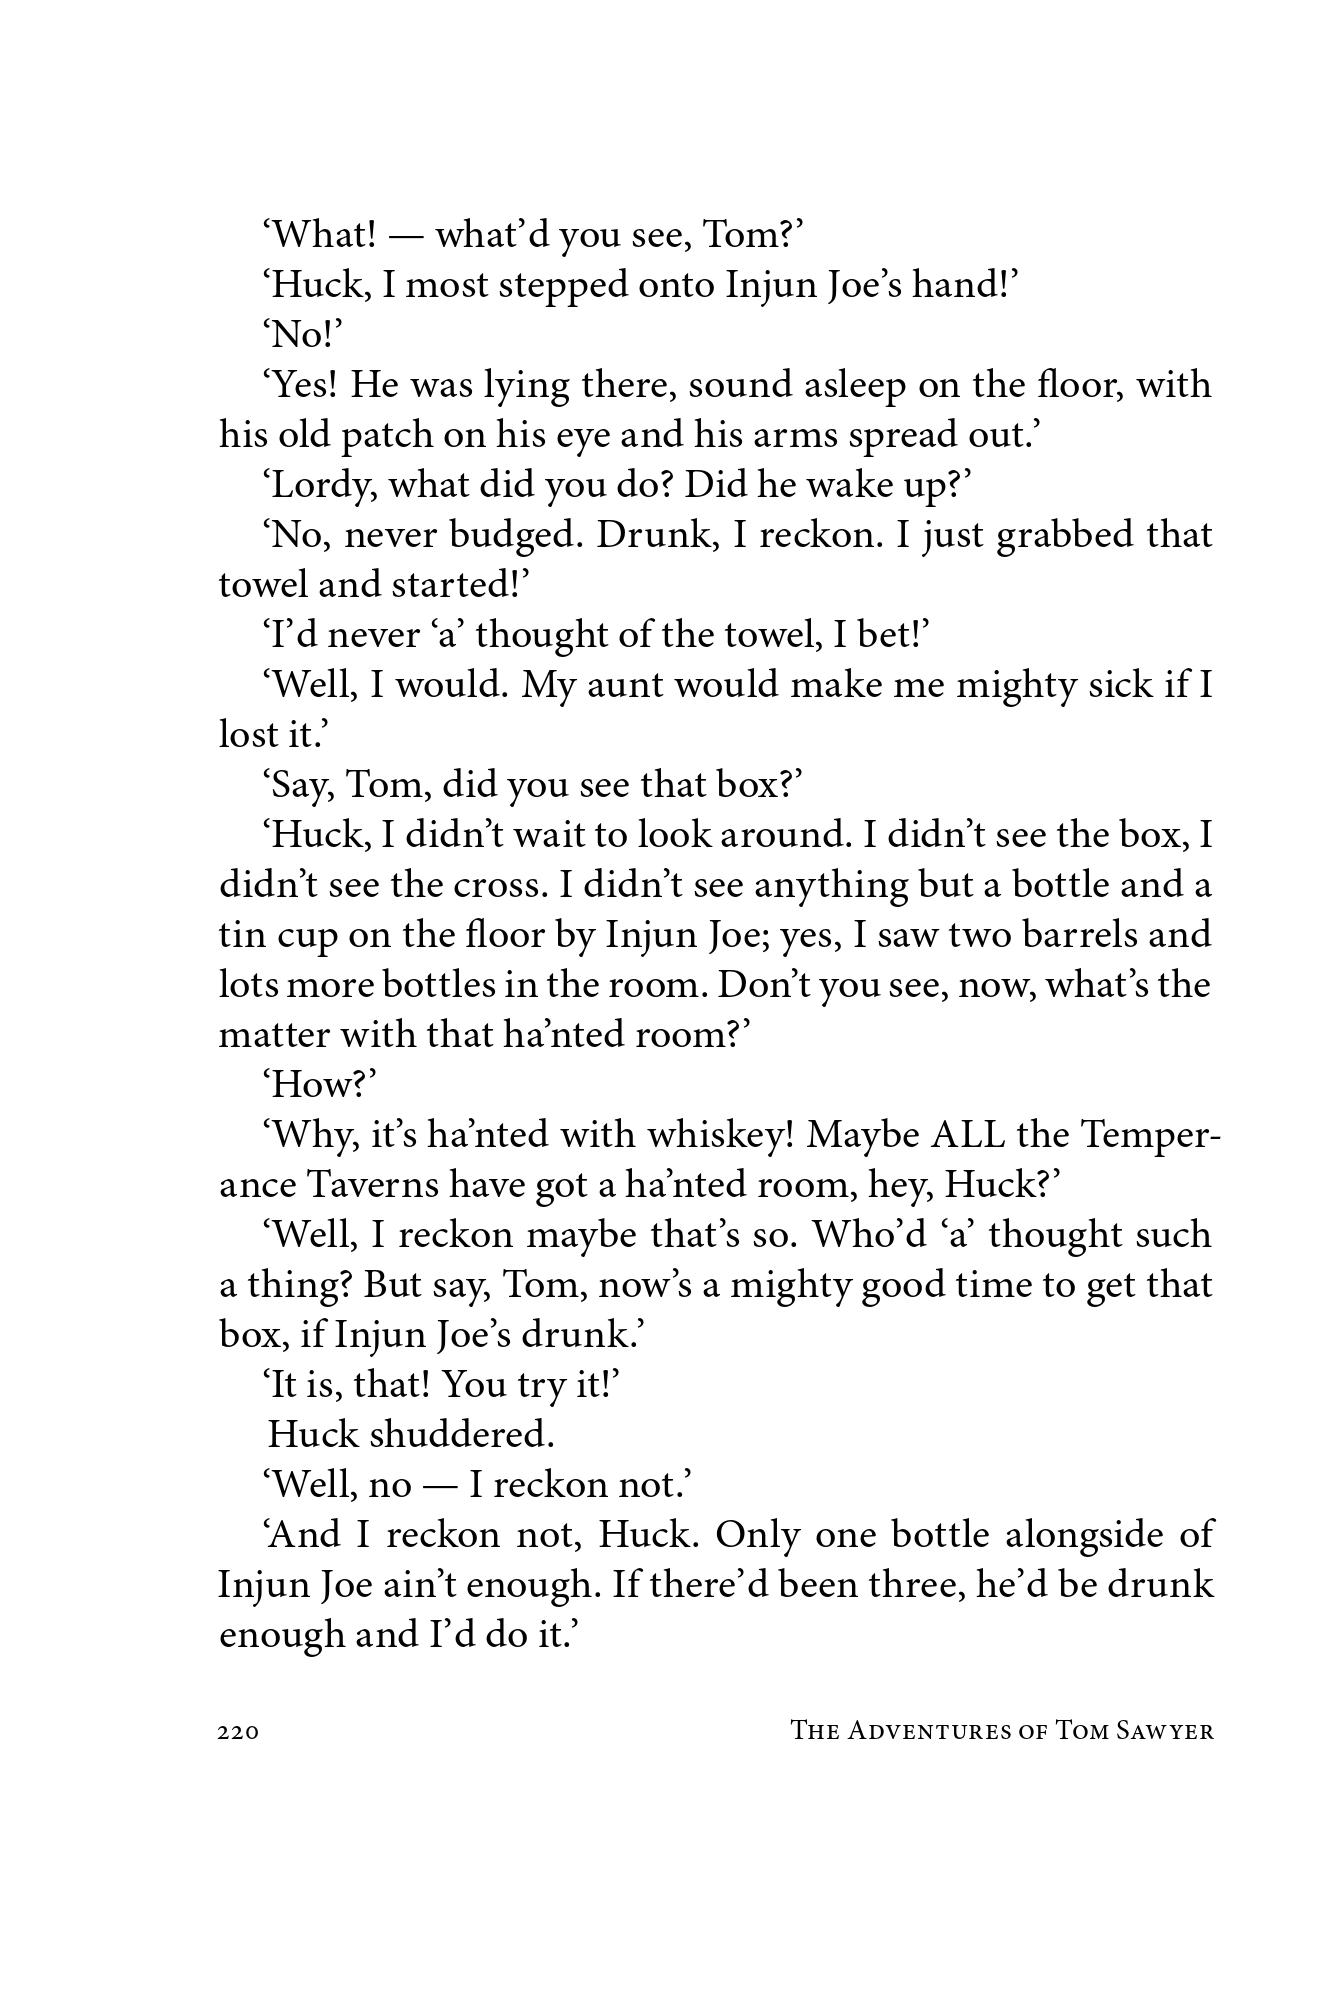 ‘What! — what’d you see, Tom?’
‘Huck, I most stepped onto Injun Joe’s hand!’
‘No!’
‘Yes! He was lying there, sound asleep on the floor, with
his old patch on his eye and his arms spread out.’
‘Lordy, what did you do? Did he wake up?’
‘No, never budged. Drunk, I reckon. I just grabbed that
towel and started!’
‘I’d never ‘a’ thought of the towel, I bet!’
‘Well, I would. My aunt would make me mighty sick if I
lost it.’
‘Say, Tom, did you see that box?’
‘Huck, I didn’t wait to look around. I didn’t see the box, I
didn’t see the cross. I didn’t see anything but a bottle and a
tin cup on the floor by Injun Joe; yes, I saw two barrels and
lots more bottles in the room. Don’t you see, now, what’s the
matter with that ha’nted room?’
‘How?’
‘Why, it’s ha’nted with whiskey! Maybe ALL the Temper-
ance Taverns have got a ha’nted room, hey, Huck?’
‘Well, I reckon maybe that’s so. Who’d ‘a’ thought such
a thing? But say, Tom, now’s a mighty good time to get that
box, if Injun Joe’s drunk.’
‘It is, that! You try it!’
Huck shuddered.
‘Well, no — I reckon not.’
‘And I reckon not, Huck. Only one bottle alongside of
Injun Joe ain’t enough. If there’d been three, he’d be drunk
enough and I’d do it.’
220 The Adventures of Tom Sawyer